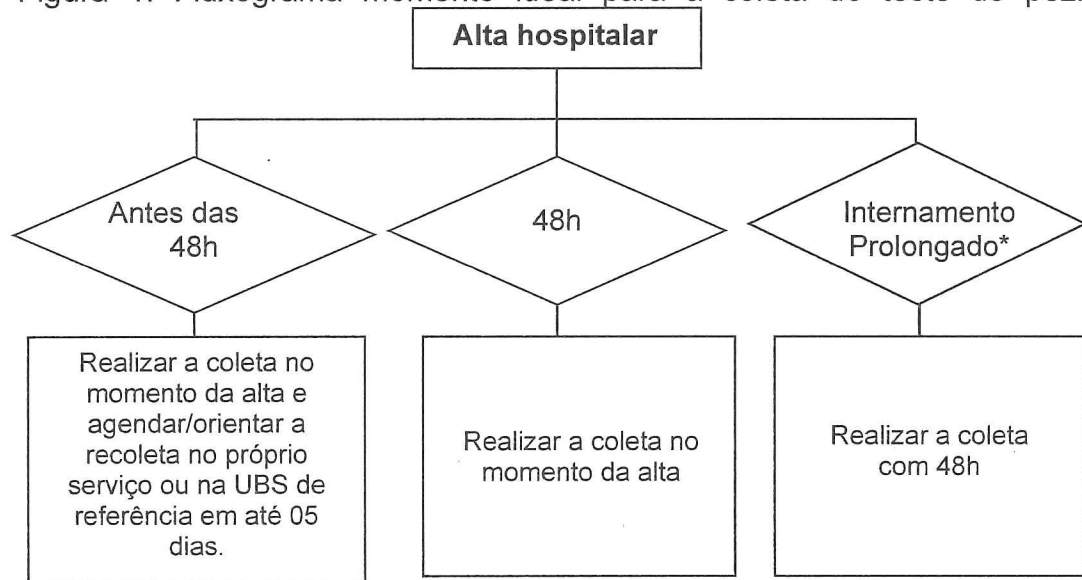 Alta hospitalar
Antes das
48h
48h
Internamento
Prolongado*
Realizar a coleta no
momento da alta e
agendar/orientar a
recoleta no próprio
serviço ou na UBS de
referência em até 05
dias.
Realizar a coleta no
momento da alta
Realizar a coleta
com 48h